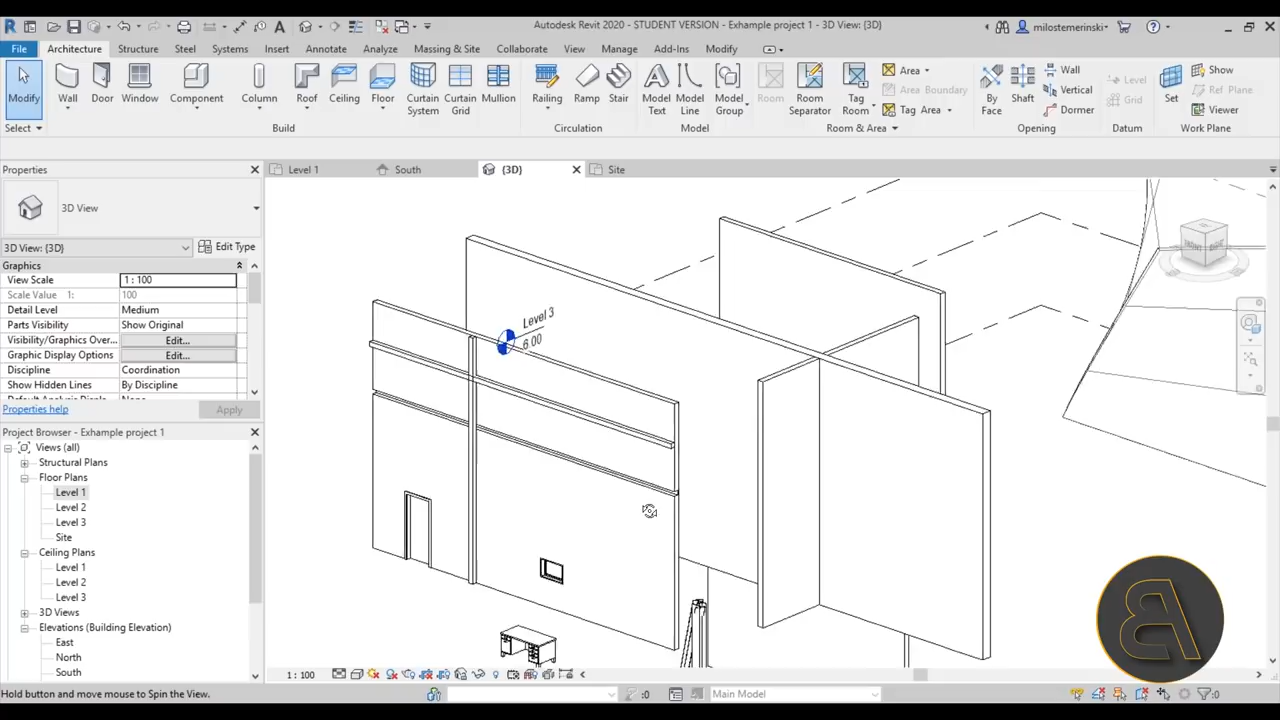 Autodesk Revit 2020 - STUDENT VERSION - Exhample project 1 - 3D View: {3D}
milostemerinski
File Architecture Structure Steel Systems Insert Annotate Analyze Massing & Site Collaborate View Manage Add-Ins Modify
Modify Wall Door Window Component Column Roof Ceiling Floor Curtain System Curtain Grid Mullion Railing Ramp Stair Model Text Model Line Model Group Room Room Separator Tag Room By Face Shaft Set
Area Wall Level Show
Area Boundary Vertical Grid Ref Plane
Tag Area Dormer Viewer
Select Build Circulation Model Room & Area Opening Datum Work Plane
Properties
Level 1 South {3D} Site
3D View
3D View: {3D} Edit Type
Graphics
View Scale 1 : 100
Scale Value 1: 100
Detail Level Medium
Parts Visibility Show Original
Visibility/Graphics Over... Edit...
Graphic Display Options Edit...
Discipline Coordination
Show Hidden Lines By Discipline
Properties help Apply
Project Browser - Exhample project 1
Views (all)
Structural Plans
Floor Plans
Level 1
Level 2
Level 3
Site
Ceiling Plans
Level 1
Level 2
Level 3
3D Views
Elevations (Building Elevation)
East
North
South
Level 3
6.00
FRONT RIGHT
1 : 100
Hold button and move mouse to Spin the View.
:0 Main Model :0